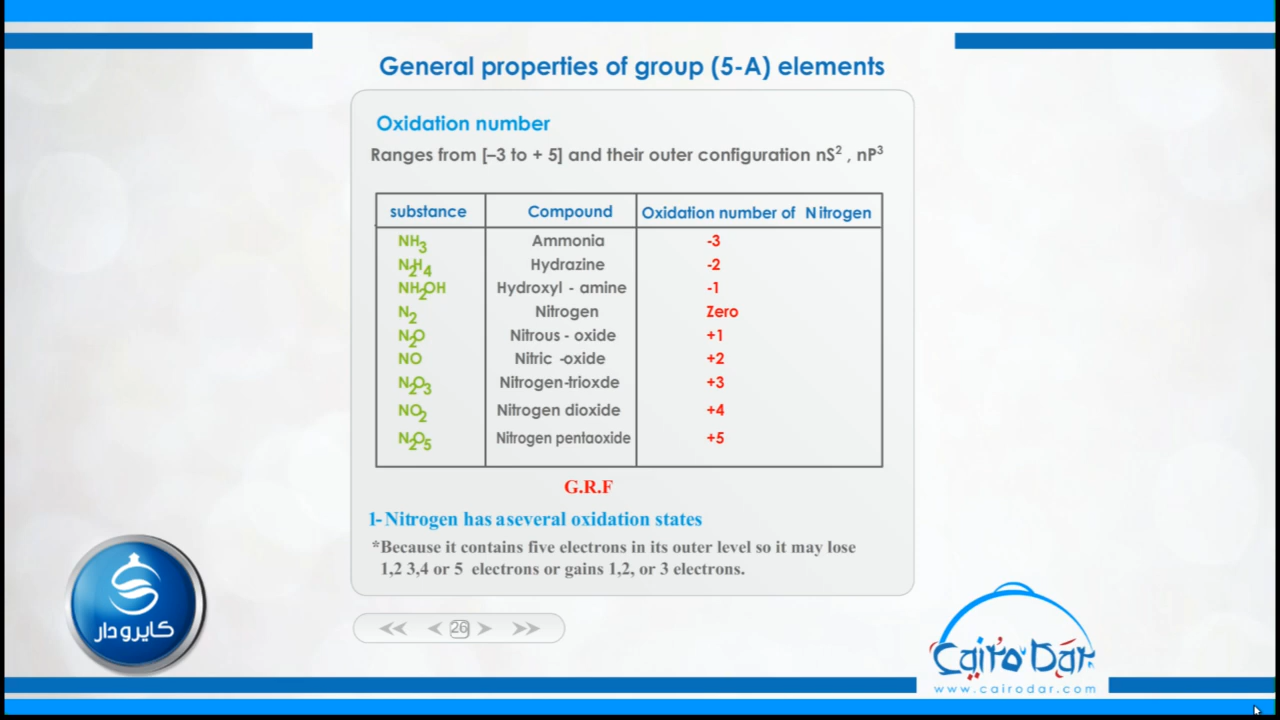 General properties of group (5-A) elements
Oxidation number
Ranges from [–3 to + 5] and their outer configuration nS² , nP³
substance Compound Oxidation number of Nitrogen
NH₃ Ammonia -3
N₂H₄ Hydrazine -2
NH₂OH Hydroxyl - amine -1
N₂ Nitrogen Zero
N₂O Nitrous - oxide +1
NO Nitric -oxide +2
N₂O₃ Nitrogen-trioxde +3
NO₂ Nitrogen dioxide +4
N₂O₅ Nitrogen pentaoxide +5
G.R.F
1- Nitrogen has aseveral oxidation states
*Because it contains five electrons in its outer level so it may lose
1,2 3,4 or 5 electrons or gains 1,2, or 3 electrons.
26
كايرو دار
Cairo Dar
www.cairodar.com